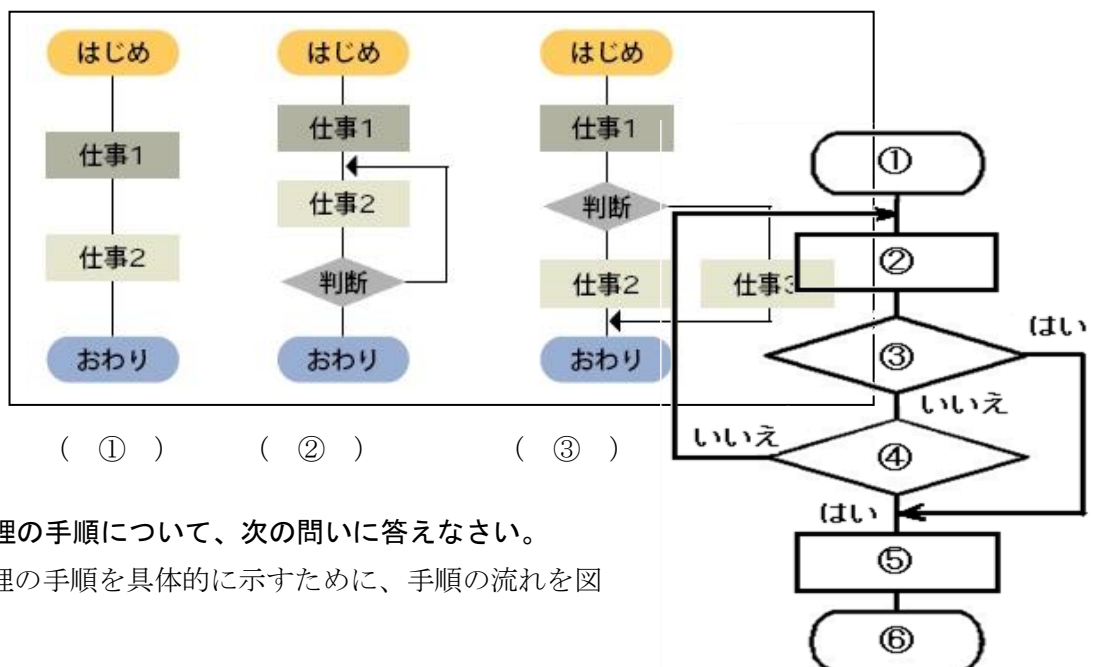 はじめ
仕事1
仕事2
おわり
はじめ
仕事1
仕事2
判断
おわり
はじめ
仕事1
判断
仕事2
仕事3
おわり
( ① ) ( ② ) ( ③ )
①
②
③
はい
いいえ
④
いいえ
はい
⑤
⑥
理の手順について、次の問いに答えなさい。
理の手順を具体的に示すために、手順の流れを図